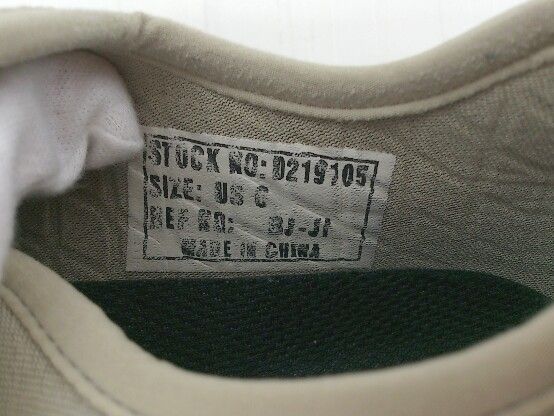 STOCK NO: D219105
SIZE: US 6
REF NO: BJ-JI
MADE IN CHINA